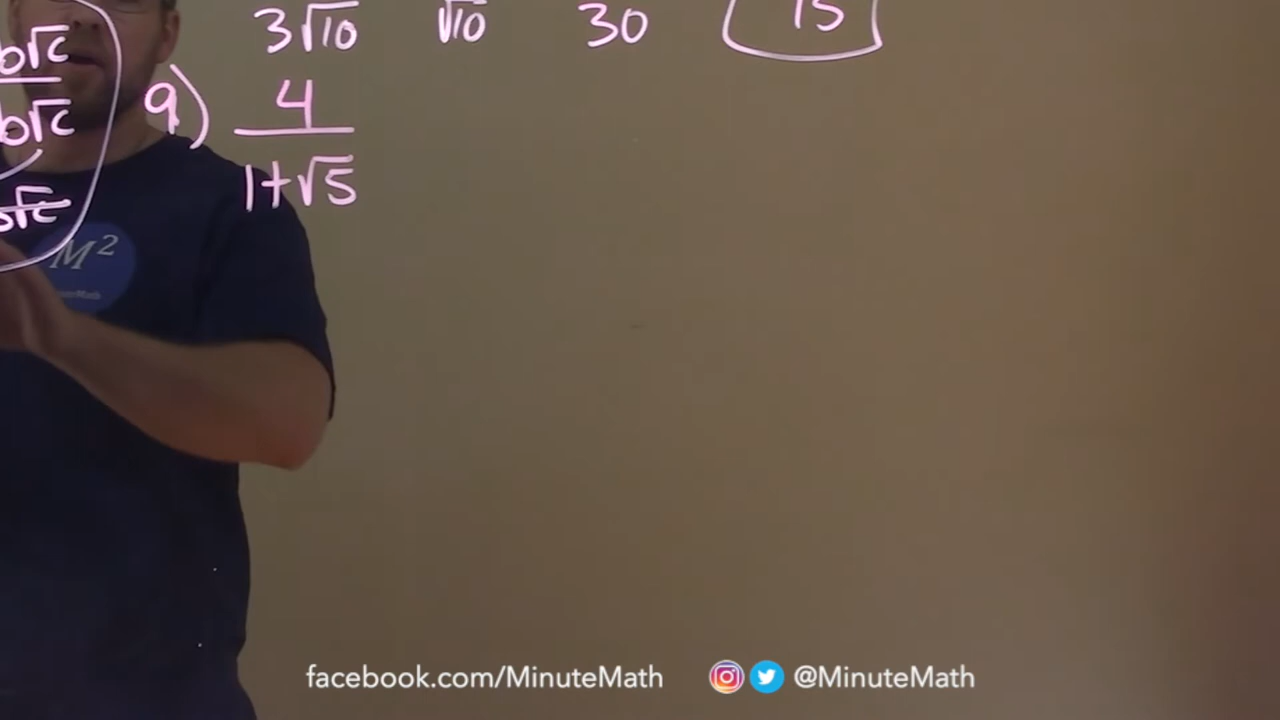 3√10 √10 30 15
b√c
b√c
9) 4
1+√5
√c
M²
facebook.com/MinuteMath @MinuteMath